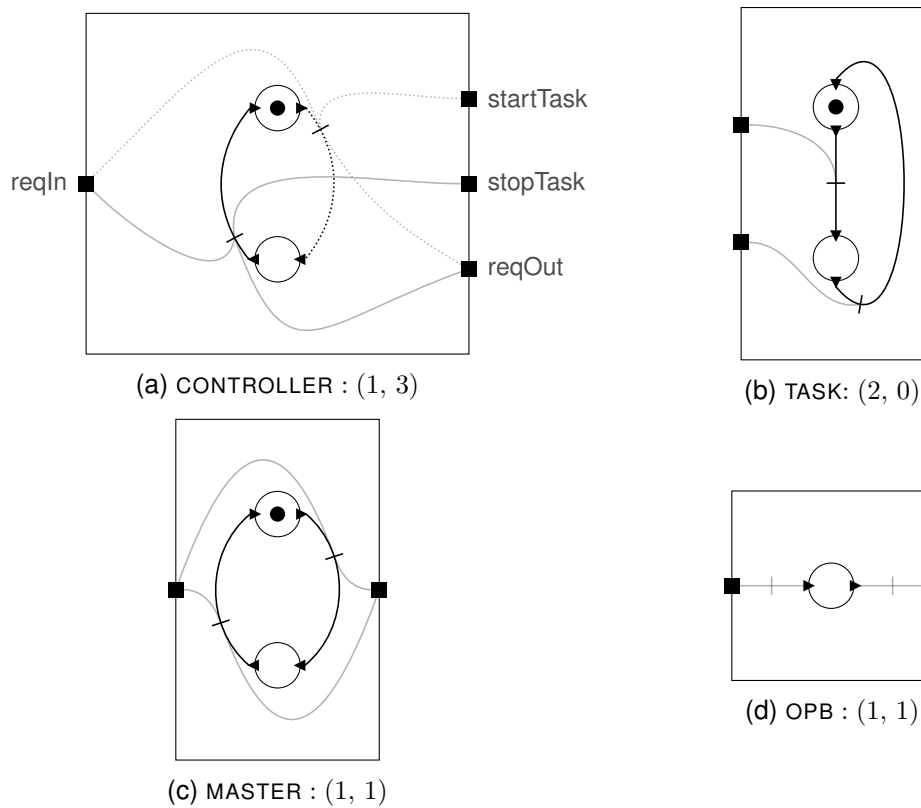 startTask
reqIn
stopTask
reqOut
(a) CONTROLLER : (1, 3)
(b) TASK: (2, 0)
(c) MASTER : (1, 1)
(d) OPB : (1, 1)